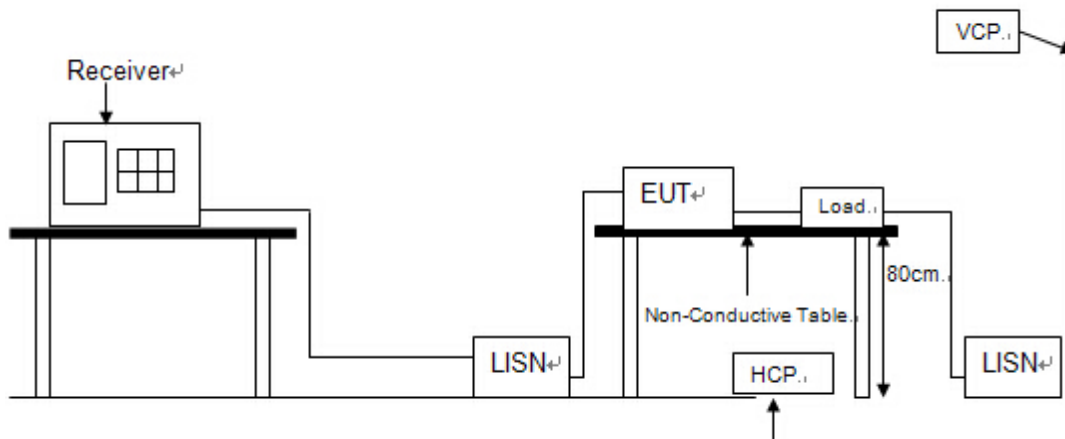 VCP.
Receiver
EUT
Load.
80cm.
Non-Conductive Table.
LISN
HCP.
LISN